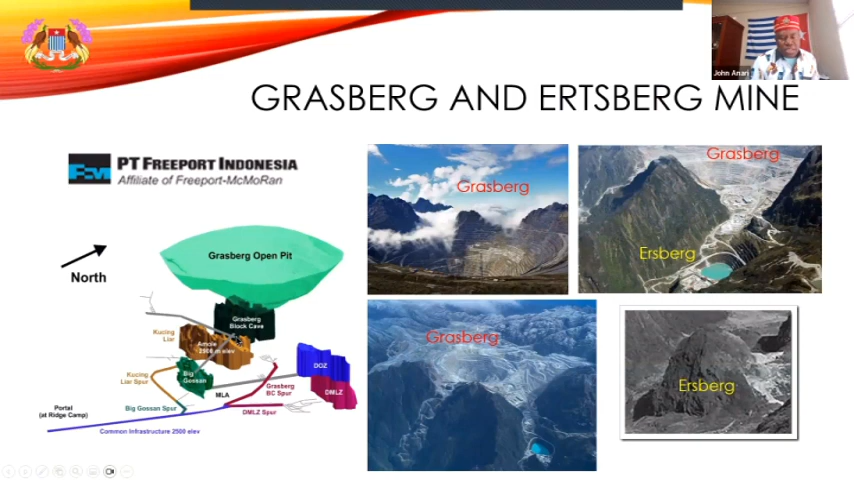 John Anari
GRASBERG AND ERTSBERG MINE
PT FREEPORT INDONESIA
Affiliate of Freeport-McMoRan
North
Grasberg Open Pit
Grasberg
Block Cave
Kucing
Liar
Amole
2900 m elev
Big
Gossan
Kucing
Liar Spur
MLA
Grasberg
BC Spur
DOZ
DMLZ
Portal
(at Ridge Camp)
Big Gossan Spur
DMLZ Spur
Common Infrastructure 2500 elev
Grasberg
Grasberg
Ersberg
Grasberg
Ersberg